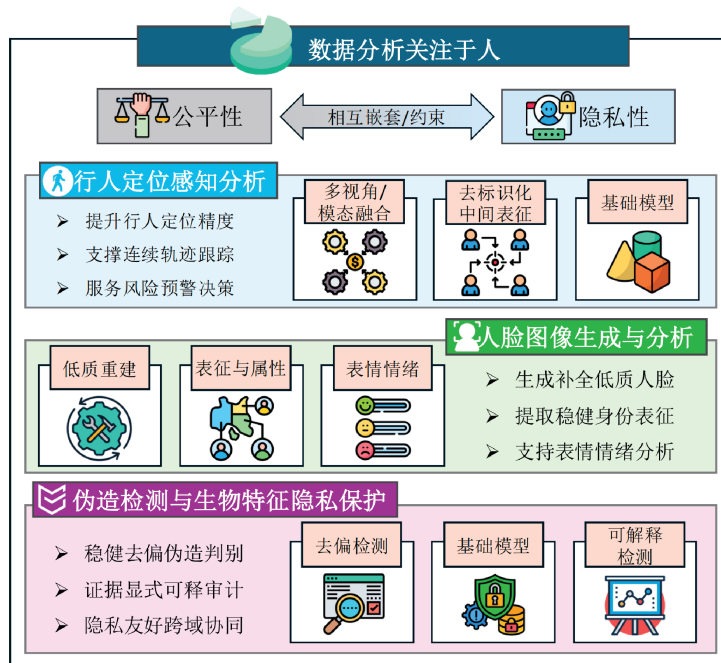 数据分析关注于人
公平性
相互嵌套/约束
隐私性
行人定位感知分析
➤ 提升行人定位精度
➤ 支撑连续轨迹跟踪
➤ 服务风险预警决策
多视角/
模态融合
去标识化
中间表征
基础模型
人脸图像生成与分析
低质重建
表征与属性
表情情绪
➤ 生成补全低质人脸
➤ 提取稳健身份表征
➤ 支持表情情绪分析
伪造检测与生物特征隐私保护
➤ 稳健去偏伪造判别
➤ 证据显式可释审计
➤ 隐私友好跨域协同
去偏检测
基础模型
可解释
检测